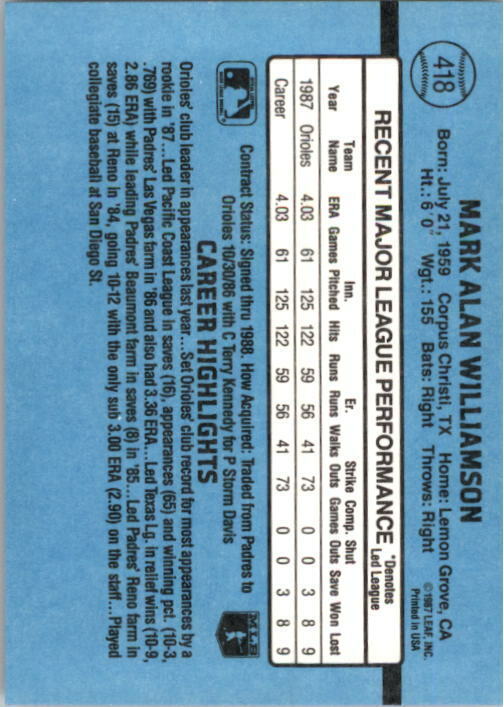 418
MARK ALAN WILLIAMSON
Born: July 21, 1959 Corpus Christi, TX Home: Lemon Grove, CA
Ht.: 6'0" Wgt.: 155 Bats: Right Throws: Right
©1987 LEAF, INC.
Printed in USA
RECENT MAJOR LEAGUE PERFORMANCE *Denotes
Led League
Team Inn. Er. Strike Comp. Shut
Year Name ERA Games Pitched Hits Runs Runs Walks Outs Games Outs Save Won Lost
1987 Orioles 4.03 61 125 122 59 56 41 73 0 0 3 8 9
Career 4.03 61 125 122 59 56 41 73 0 0 3 8 9
Contract Status: Signed thru 1988. How Acquired: Traded from Padres to
Orioles 10/30/86 with C Terry Kennedy for P Storm Davis
MLB
CAREER HIGHLIGHTS
Orioles' club leader in appearances last year...Set Orioles' club record for most appearances by a
rookie in '87...Led Pacific Coast League in saves (16), appearances (65) and winning pct. (10-3,
.769) with Padres' Las Vegas farm in '86 and also had 3.36 ERA...Led Texas Lg. in relief wins (10-9,
2.86 ERA) while leading Padres' Beaumont farm in saves (8) in '85...Led Padres' Reno farm in
saves (15) at Reno in '84, going 10-12 with the only sub 3.00 ERA (2.90) on the staff...Played
collegiate baseball at San Diego St.